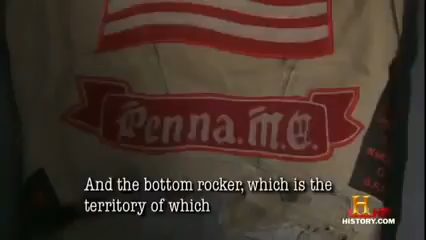 Penna. M.C.
And the bottom rocker, which is the
territory of which
H
HISTORY.COM